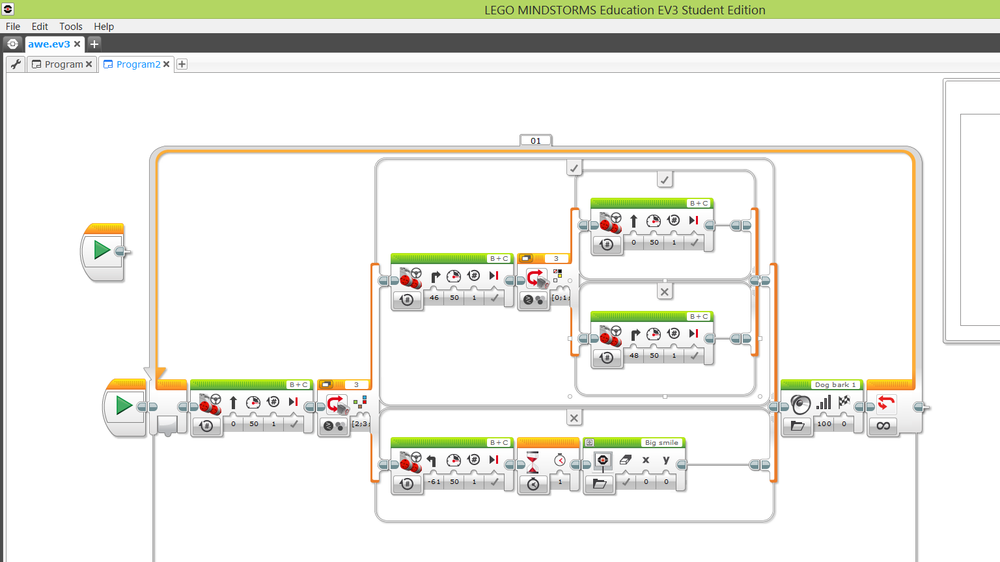 LEGO MINDSTORMS Education EV3 Student Edition
File Edit Tools Help
awe.ev3
Program Program2
01
B+C
0 50 1
B+C
46 50 1
3
[0;1;
B+C
48 50 1
B+C
0 50 1
3
[2;3;
Dog bark 1
100 0
B+C
-61 50 1
1
Big smile
x y
0 0